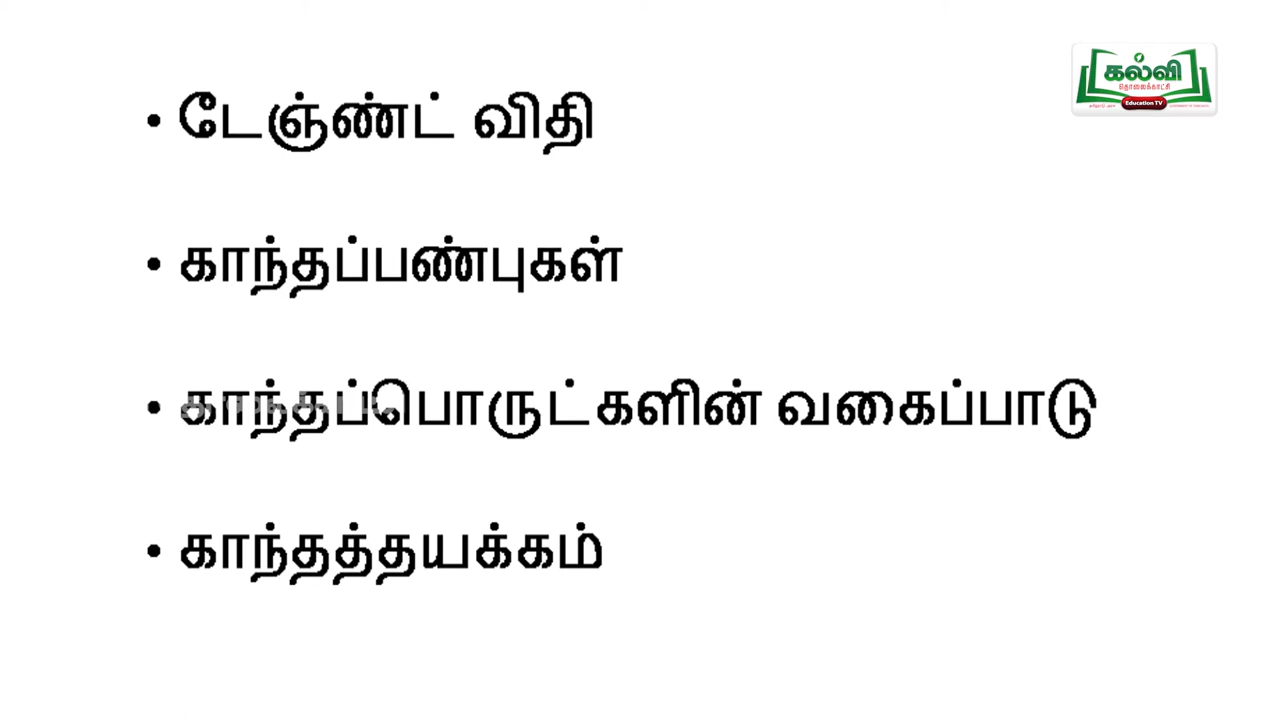 கல்வி
தொலைக்காட்சி
Education TV
• டேஞ்ண்ட் விதி
• காந்தப்பண்புகள்
• காந்தப்பொருட்களின் வகைப்பாடு
• காந்தத்தயக்கம்